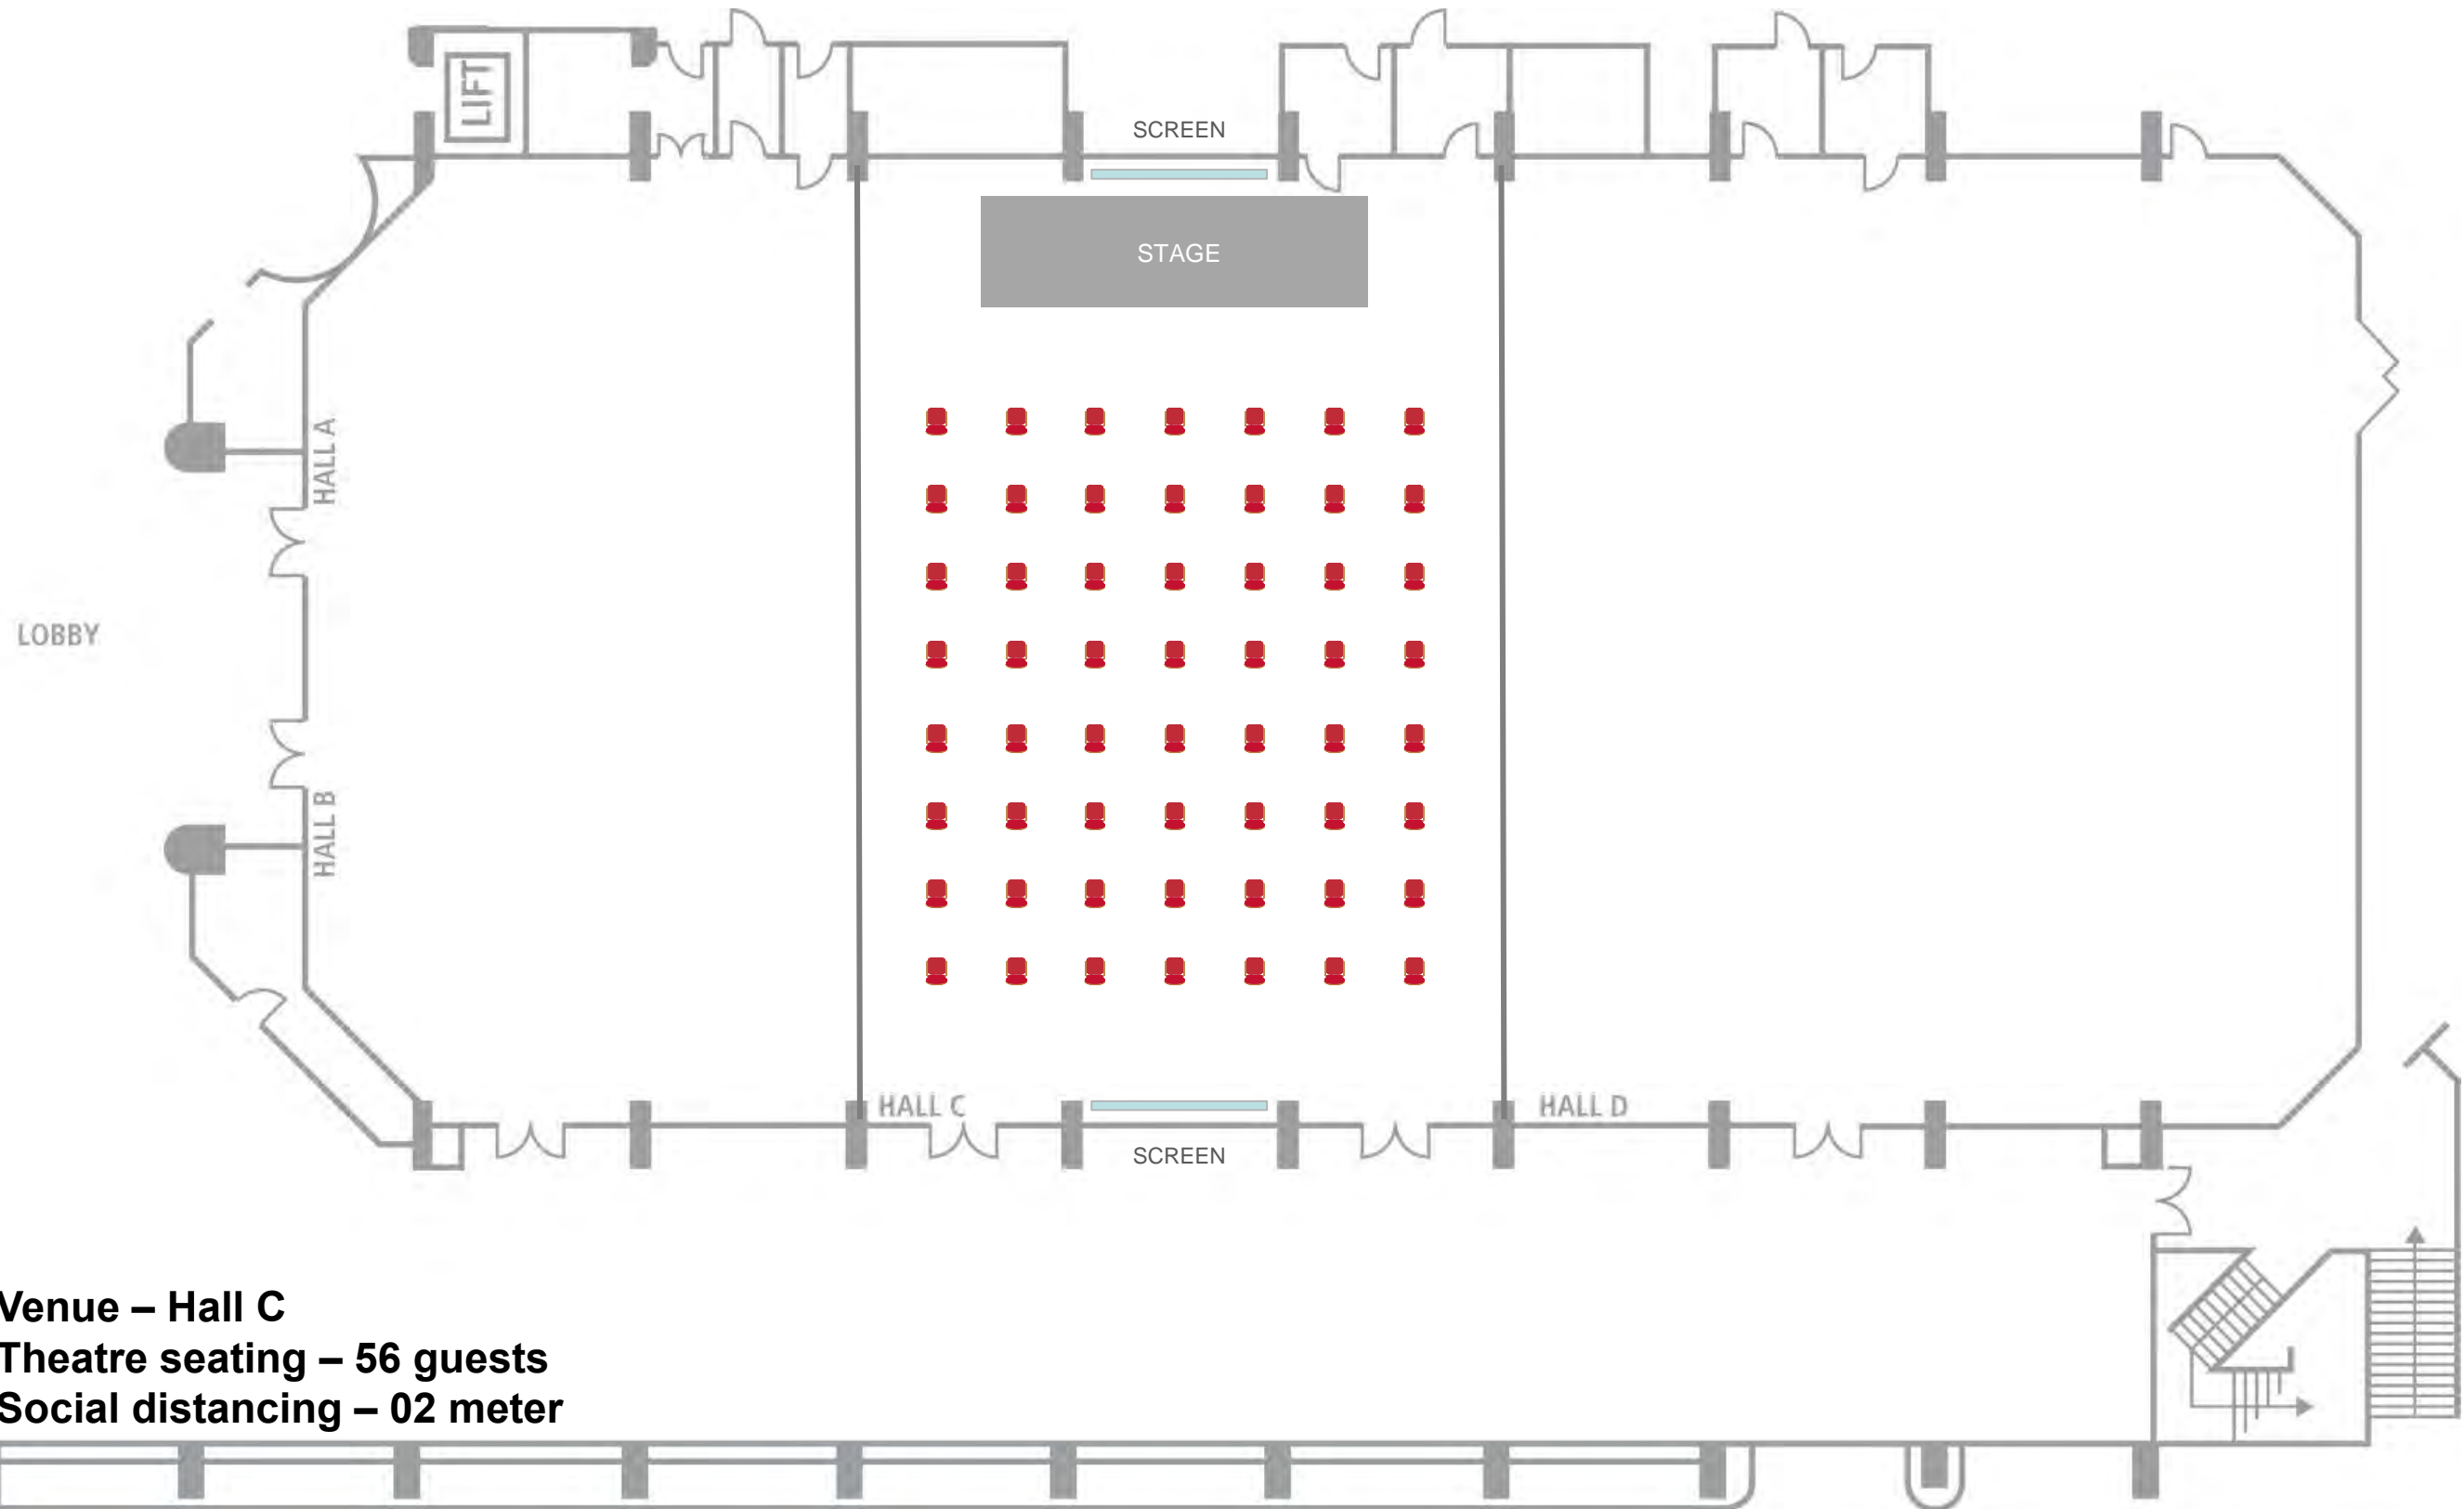 LIFT
SCREEN
STAGE
HALL A
LOBBY
HALL B
HALL C
HALL D
SCREEN
Venue – Hall C
Theatre seating – 56 guests
Social distancing – 02 meter